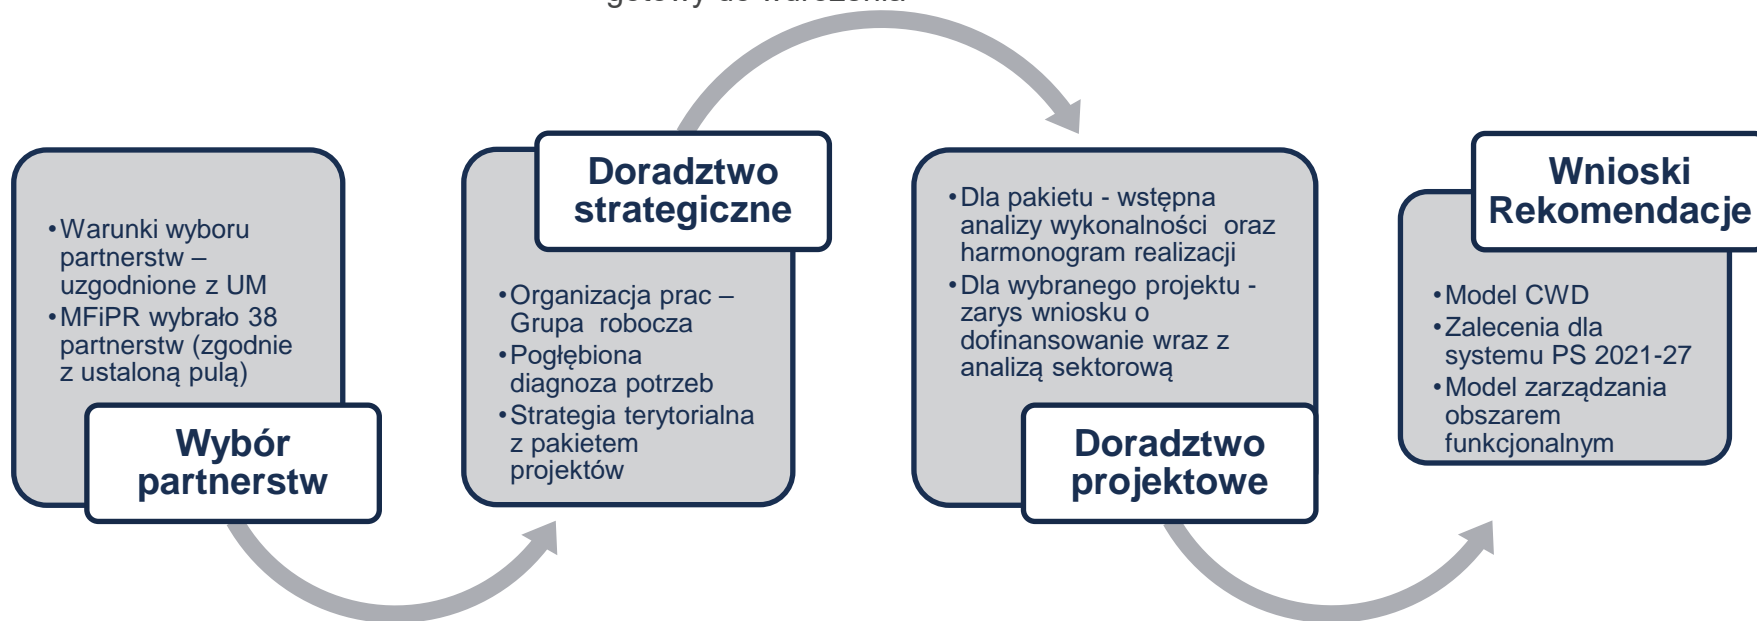 gotowy do wdrożenia
•Warunki wyboru
partnerstw –
uzgodnione z UM
•MFiPR wybrało 38
partnerstw (zgodnie
z ustaloną pulą)
Wybór
partnerstw
Doradztwo
strategiczne
•Organizacja prac –
Grupa robocza
•Pogłębiona
diagnoza potrzeb
•Strategia terytorialna
z pakietem
projektów
•Dla pakietu - wstępna
analizy wykonalności oraz
harmonogram realizacji
•Dla wybranego projektu -
zarys wniosku o
dofinansowanie wraz z
analizą sektorową
Doradztwo
projektowe
Wnioski
Rekomendacje
•Model CWD
•Zalecenia dla
systemu PS 2021-27
•Model zarządzania
obszarem
funkcjonalnym